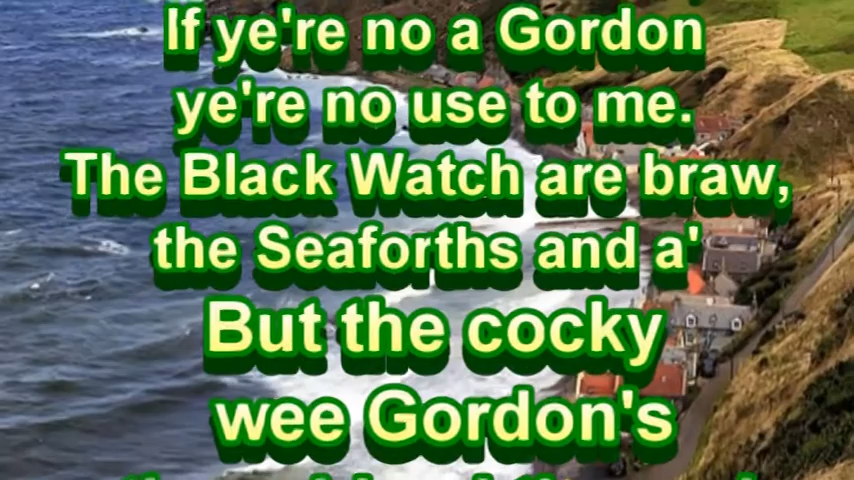 If ye're no a Gordon
ye're no use to me.
The Black Watch are braw,
the Seaforths and a'
But the cocky
wee Gordon's